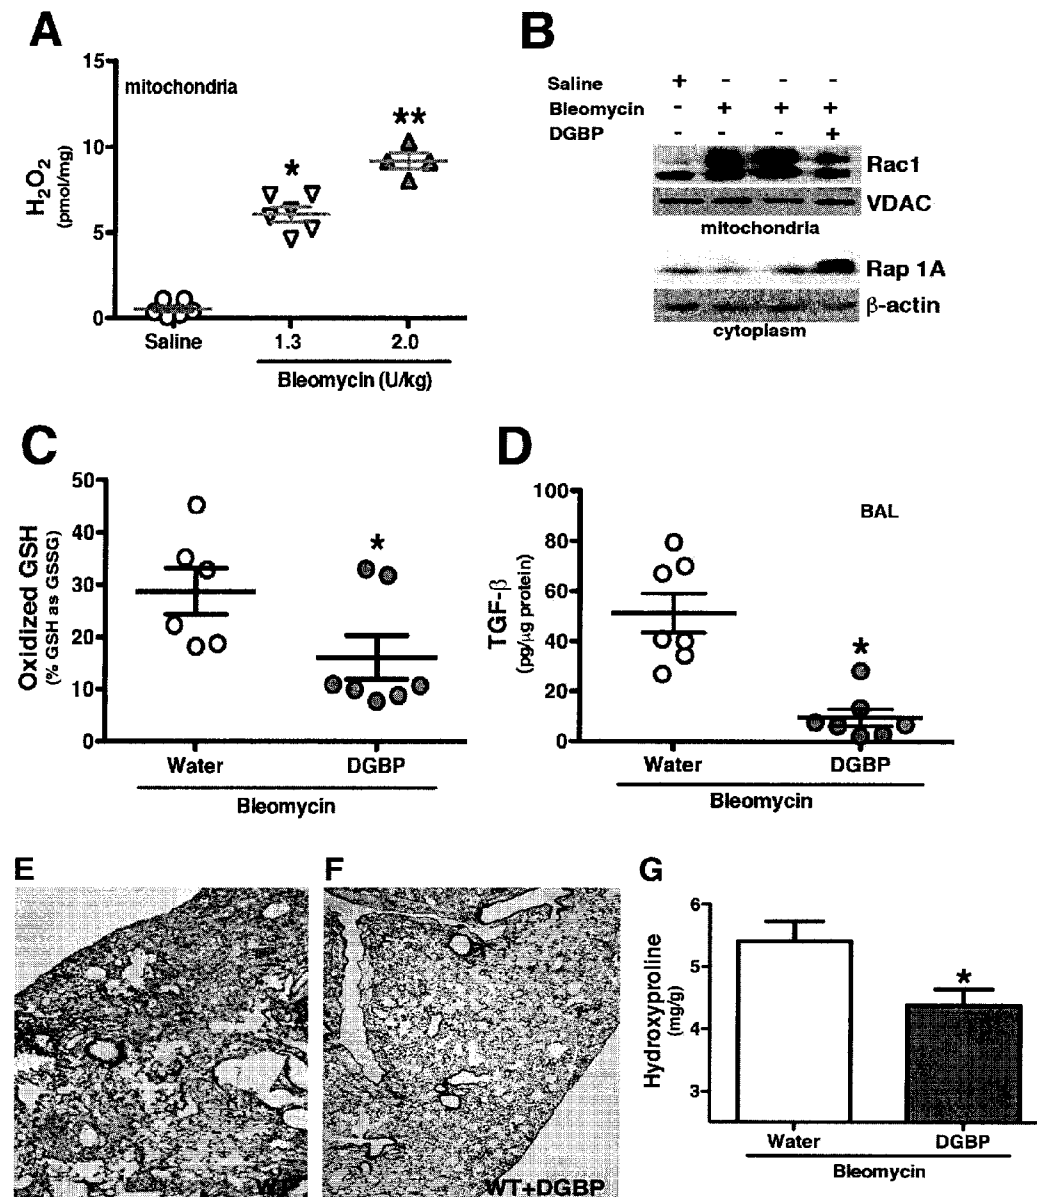 A
15
mitochondria
**
10
*
H2O2
(pmol/mg)
5
0
Saline
1.3
2.0
Bleomycin (U/kg)
B
Saline + - - -
Bleomycin - + + +
DGBP - - - +
Rac1
VDAC
mitochondria
Rap 1A
β-actin
cytoplasm
C
50
40
*
Oxidized GSH
(% GSH as GSSG)
30
20
10
0
Water
DGBP
Bleomycin
D
100
BAL
80
TGF-β
(pg/μg protein)
60
*
40
20
0
Water
DGBP
Bleomycin
E
WT
F
WT+DGBP
G
6
Hydroxyproline
(mg/g)
5
*
4
3
Water
DGBP
Bleomycin